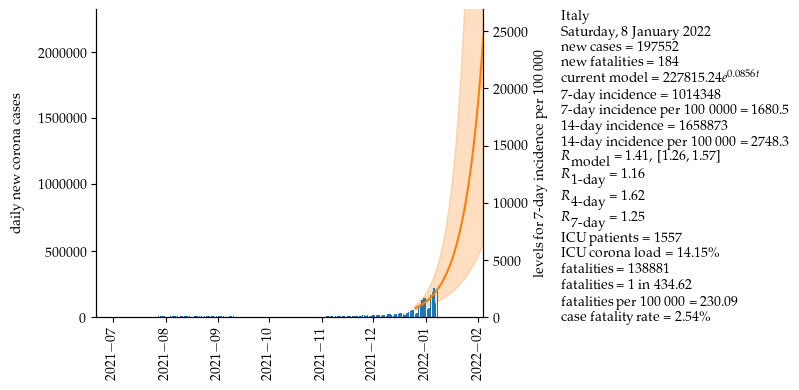 daily new corona cases
2000000
1500000
1000000
500000
0
2021−07
2021−08
2021−09
2021−10
2021−11
2021−12
2022−01
2022−02
25000
20000
15000
10000
5000
0
levels for 7-day incidence per 100 000
Italy
Saturday, 8 January 2022
new cases = 197552
new fatalities = 184
current model = 227815.24e^0.0856t
7-day incidence = 1014348
7-day incidence per 100 0000 = 1680.5
14-day incidence = 1658873
14-day incidence per 100 000 = 2748.3
R model = 1.41, [1.26, 1.57]
R 1-day = 1.16
R 4-day = 1.62
R 7-day = 1.25
ICU patients = 1557
ICU corona load = 14.15%
fatalities = 138881
fatalities = 1 in 434.62
fatalities per 100 000 = 230.09
case fatality rate = 2.54%